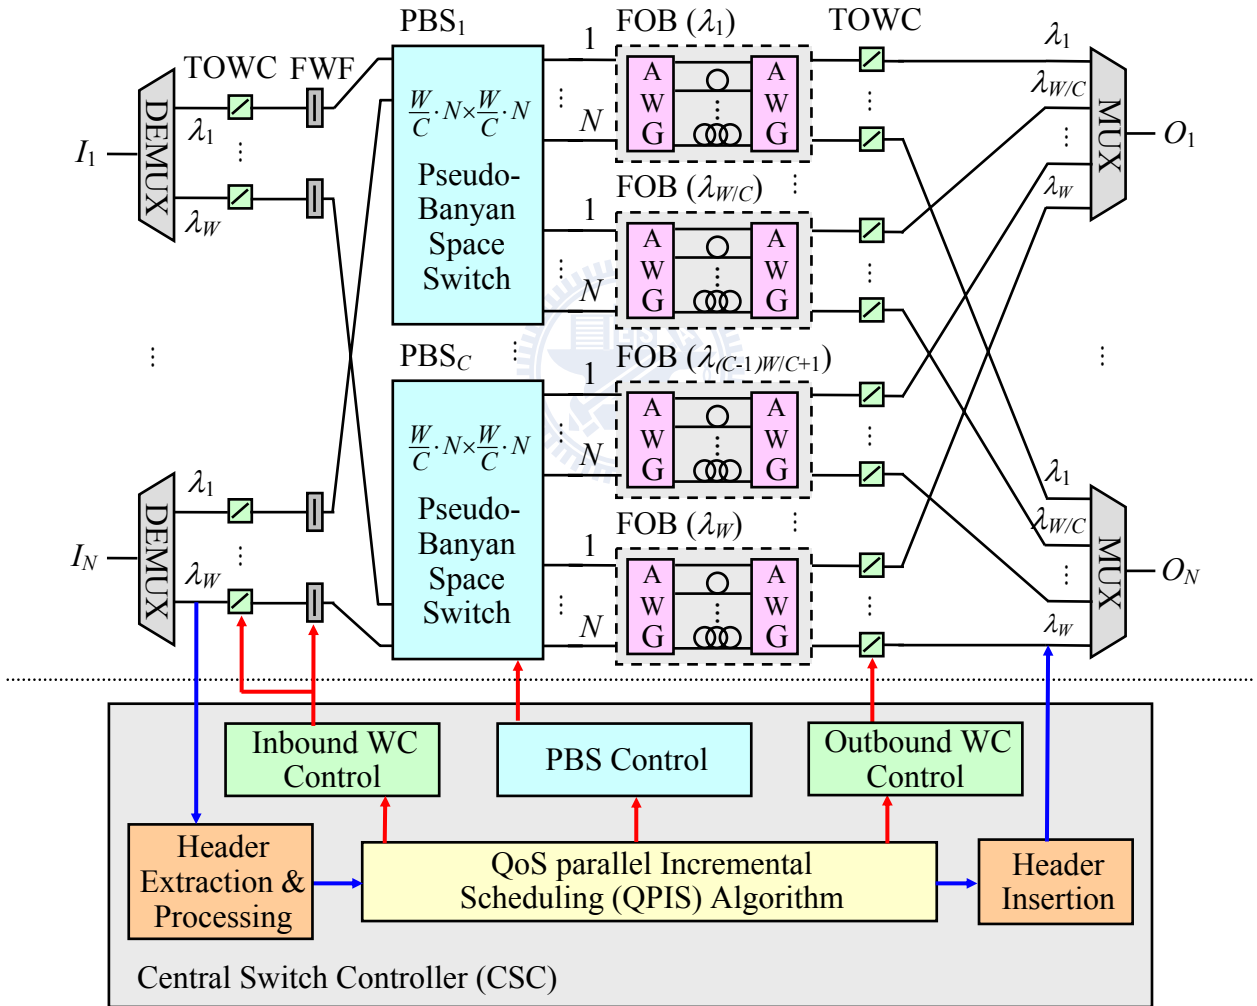 PBS1
FOB (λ1)
TOWC
TOWC FWF
1
N
A
W
G
A
W
G
λ1
λW/C
λW
MUX
O1
I1
DEMUX
λ1
λW
W/C · N × W/C · N
Pseudo-
Banyan
Space
Switch
FOB (λW/C)
1
N
A
W
G
A
W
G
PBSC
FOB (λ(C-1)W/C+1)
1
N
A
W
G
A
W
G
W/C · N × W/C · N
Pseudo-
Banyan
Space
Switch
FOB (λW)
1
N
A
W
G
A
W
G
IN
DEMUX
λ1
λW
λ1
λW/C
λW
MUX
ON
Inbound WC
Control
PBS Control
Outbound WC
Control
Header
Extraction &
Processing
QoS parallel Incremental
Scheduling (QPIS) Algorithm
Header
Insertion
Central Switch Controller (CSC)